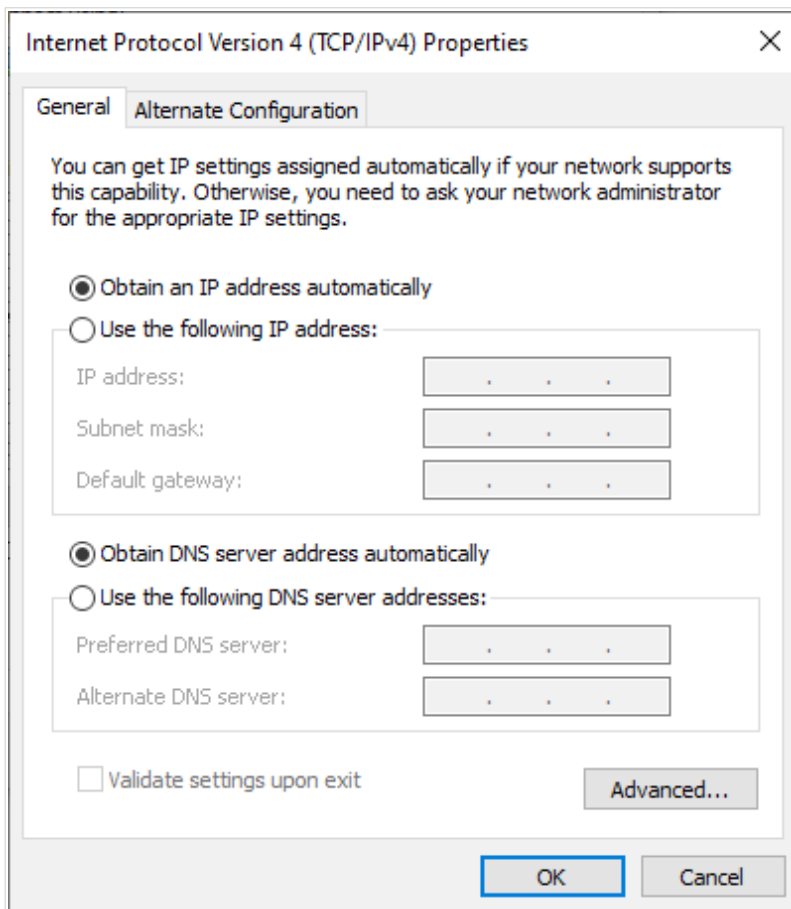 Internet Protocol Version 4 (TCP/IPv4) Properties
General
Alternate Configuration
You can get IP settings assigned automatically if your network supports
this capability. Otherwise, you need to ask your network administrator
for the appropriate IP settings.
Obtain an IP address automatically
Use the following IP address:
IP address:
. . .
Subnet mask:
. . .
Default gateway:
. . .
Obtain DNS server address automatically
Use the following DNS server addresses:
Preferred DNS server:
. . .
Alternate DNS server:
. . .
Validate settings upon exit
Advanced...
OK
Cancel